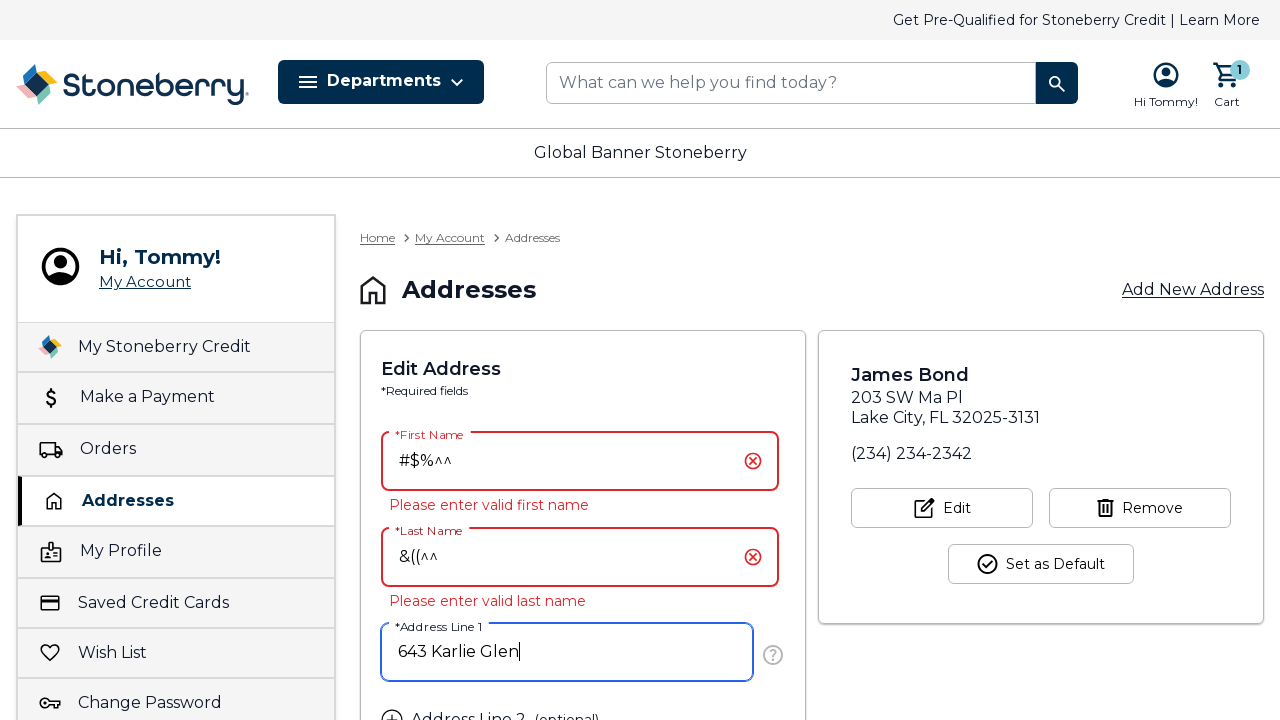 Get Pre-Qualified for Stoneberry Credit | Learn More
Stoneberry
Departments
What can we help you find today?
Hi Tommy!
1
Cart
Global Banner Stoneberry
Hi, Tommy!
My Account
My Stoneberry Credit
Make a Payment
Orders
Addresses
My Profile
Saved Credit Cards
Wish List
Change Password
Home
My Account
Addresses
Addresses
Add New Address
Edit Address
*Required fields
*First Name
#$%^^
Please enter valid first name
*Last Name
&((^^
Please enter valid last name
*Address Line 1
643 Karlie Glen
Address Line 2 (optional)
James Bond
203 SW Ma Pl
Lake City, FL 32025-3131
(234) 234-2342
Edit
Remove
Set as Default